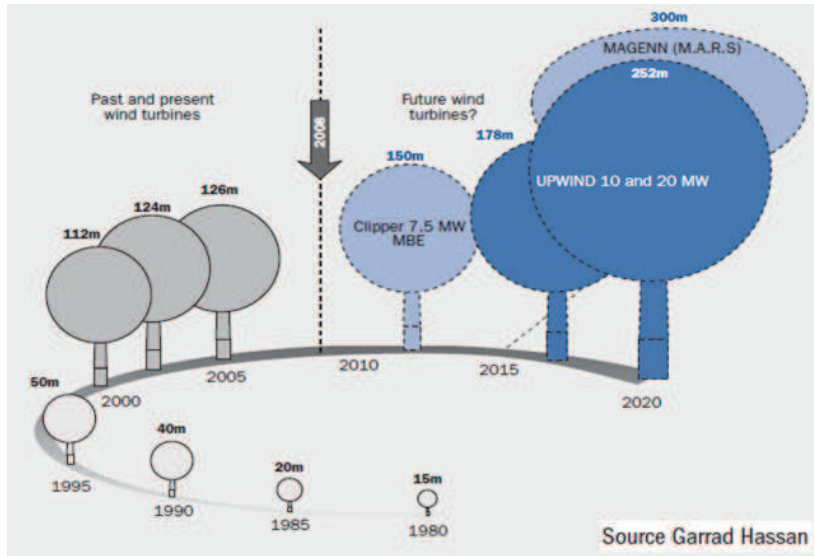 300m
MAGENN (M.A.R.S)
252m
Past and present
wind turbines
2008
Future wind
turbines?
178m
150m
UPWIND 10 and 20 MW
126m
124m
112m
Clipper 7.5 MW
MBE
2010
2005
2015
2000
2020
50m
40m
20m
15m
1995
1990
1985
1980
Source Garrad Hassan